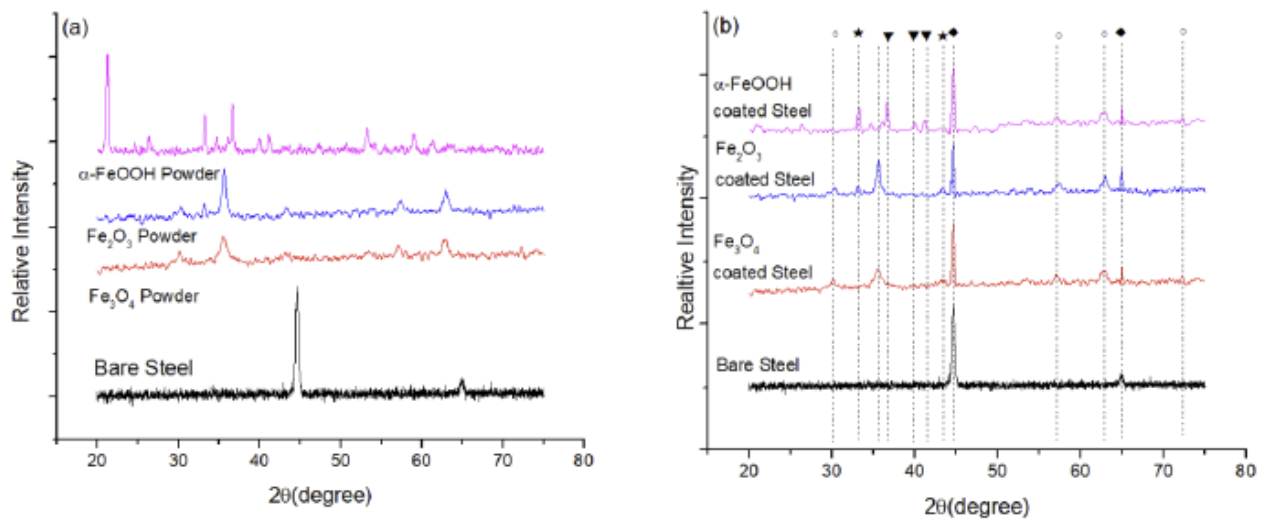 (a)
Relative Intensity
α-FeOOH Powder
Fe₂O₃ Powder
Fe₃O₄ Powder
Bare Steel
20 30 40 50 60 70 80
2θ(degree)
(b)
Realtive Intensity
α-FeOOH
coated Steel
Fe₂O₃
coated Steel
Fe₃O₄
coated Steel
Bare Steel
20 30 40 50 60 70 80
2θ(degree)